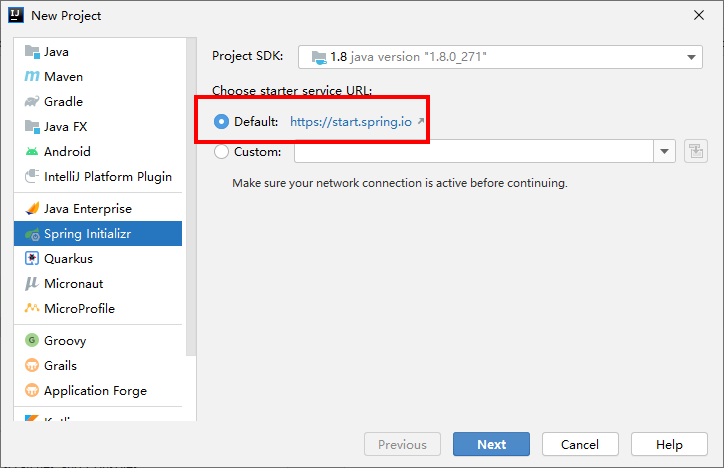 IJ New Project
Java
Maven
Gradle
Java FX
Android
IntelliJ Platform Plugin
Java Enterprise
Spring Initializr
Quarkus
Micronaut
MicroProfile
Groovy
Grails
Application Forge
Project SDK: 1.8 java version "1.8.0_271"
Choose starter service URL:
Default: https://start.spring.io
Custom:
Make sure your network connection is active before continuing.
Previous Next Cancel Help